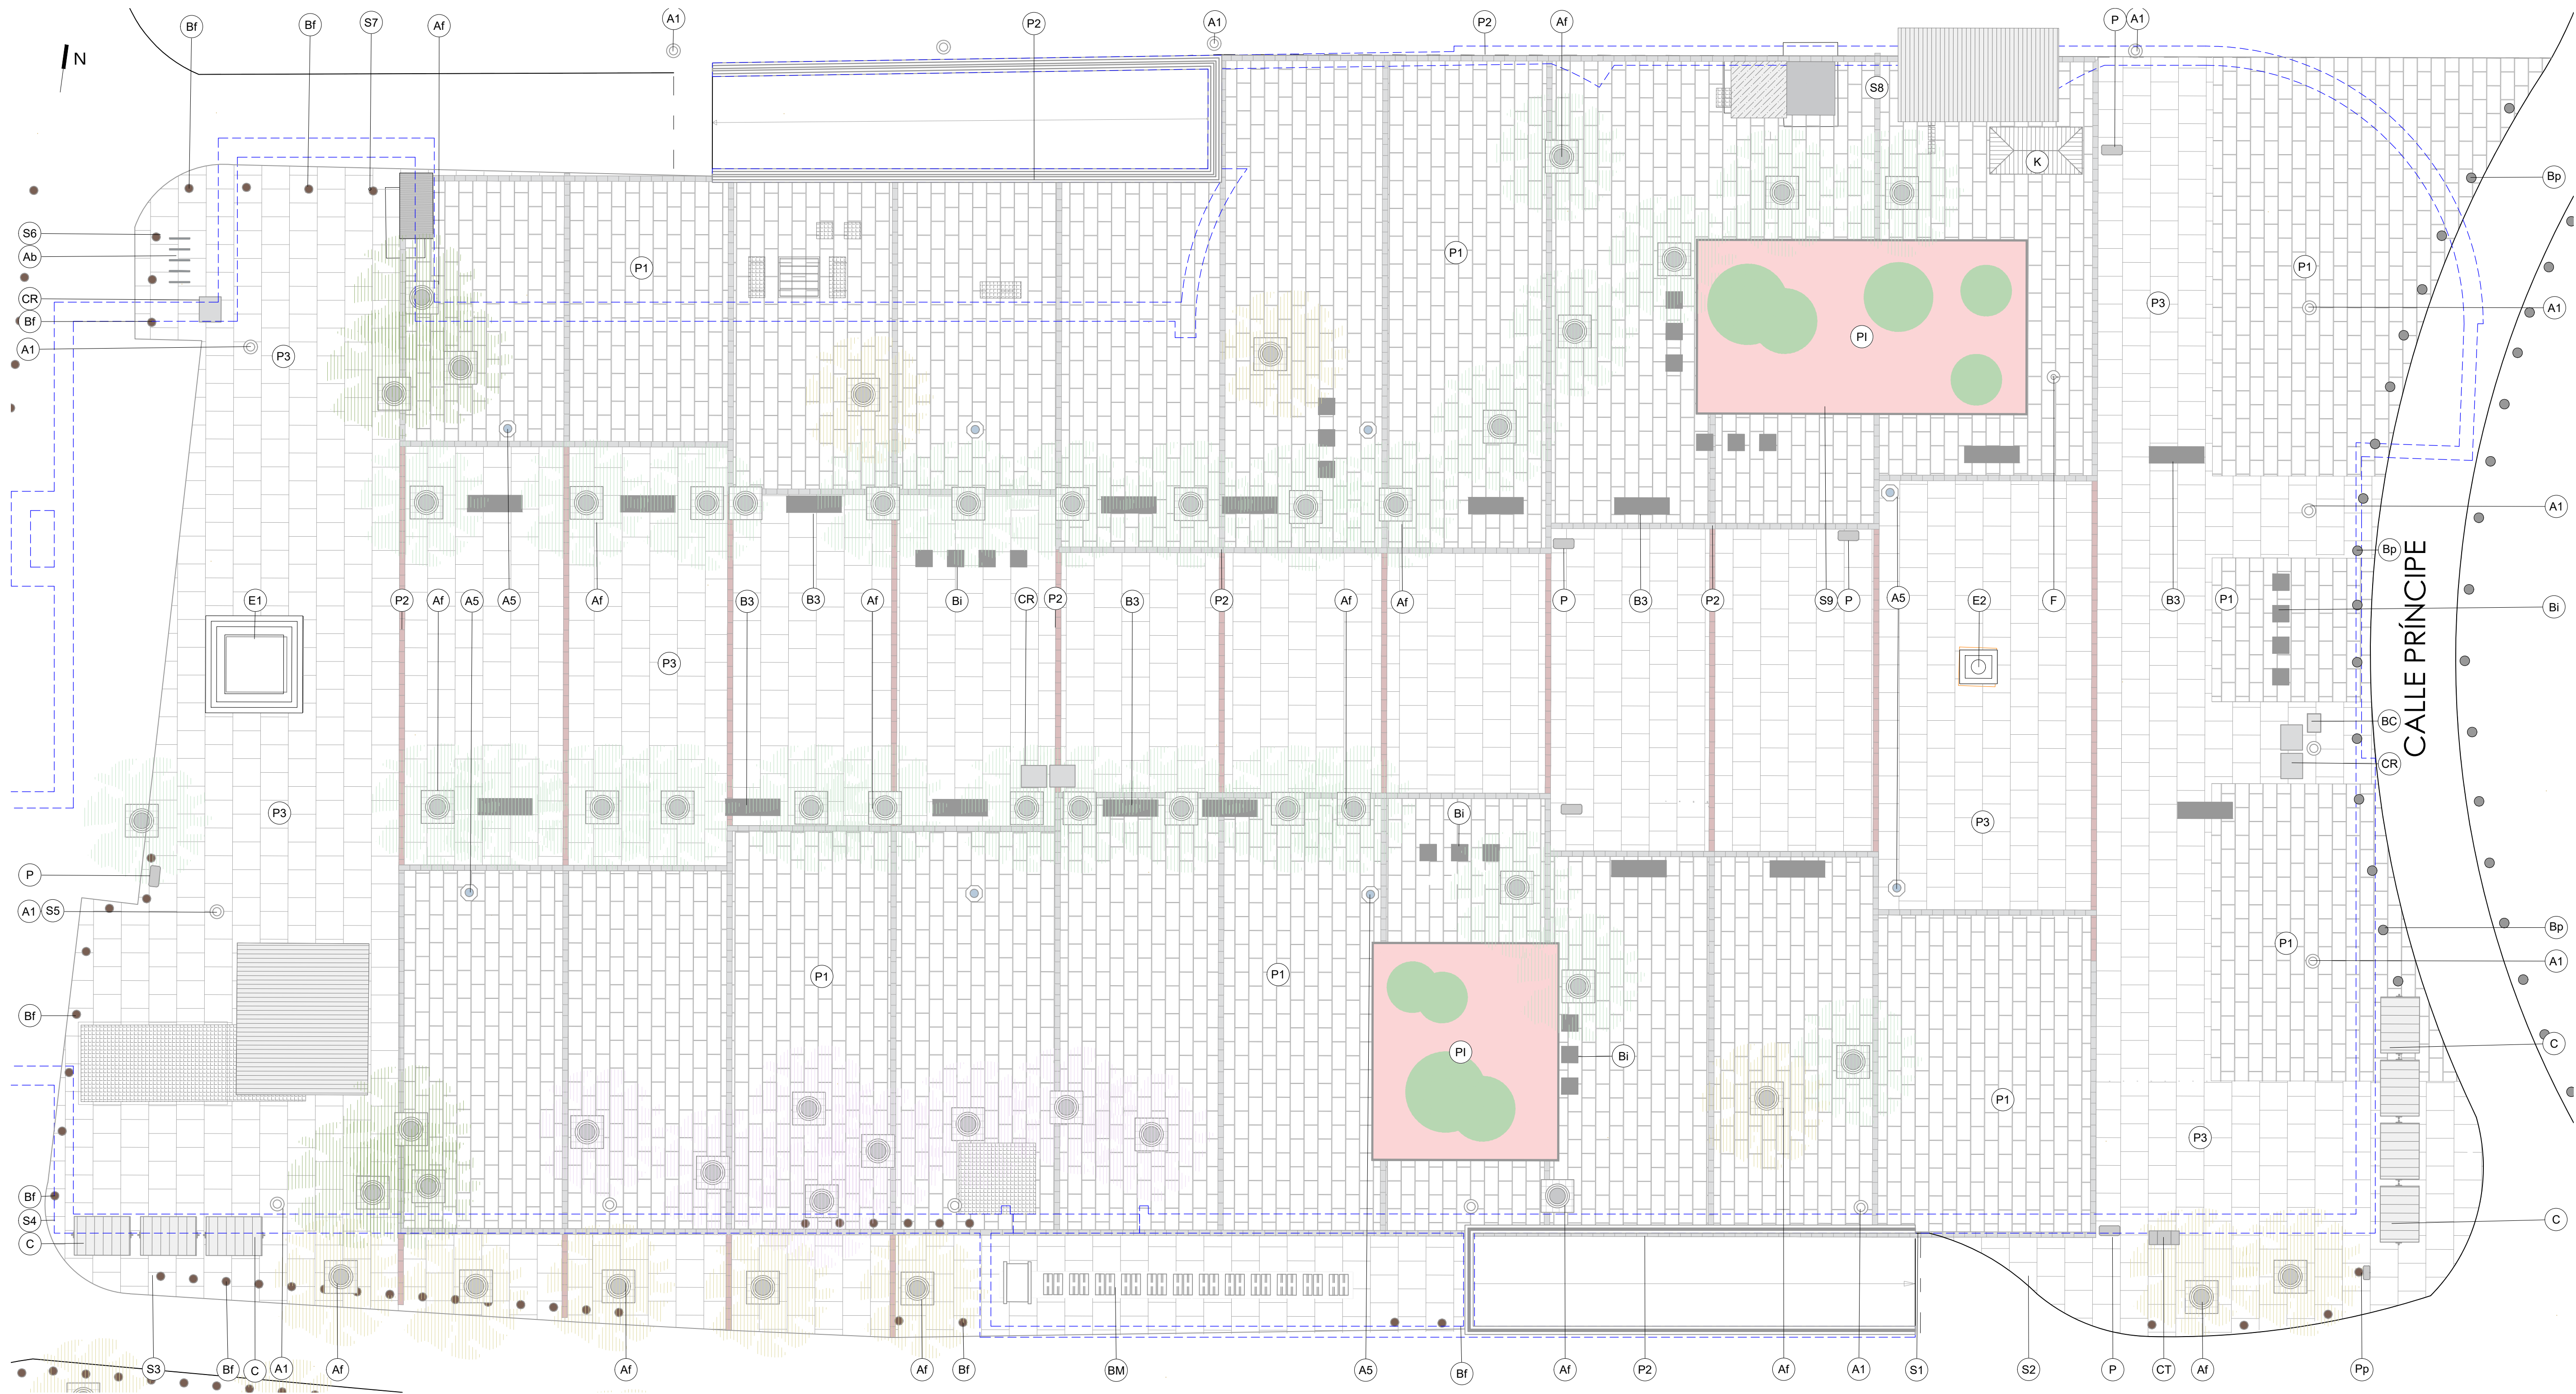 Bf
Bf
S7
Af
A1
P2
A1
P2
Af
P
A1
N
S8
K
Bp
S6
Ab
CR
Bf
A1
P3
P1
P1
P3
P1
A1
PI
A1
Bp
E1
P2
Af
A5
A5
Af
B3
B3
Af
Bi
CR
P2
B3
P2
Af
Af
P
B3
P2
S9
P
A5
E2
F
B3
P1
Bi
CALLE PRÍNCIPE
P3
BC
CR
P3
Bi
P3
P
A1
S5
P1
P1
P1
Bp
A1
Bf
PI
Bi
C
P1
P3
Bf
S4
C
C
S3
Bf
C
A1
Af
Af
Af
Bf
BM
A5
Bf
Af
P2
Af
A1
S1
S2
P
CT
Af
Pp